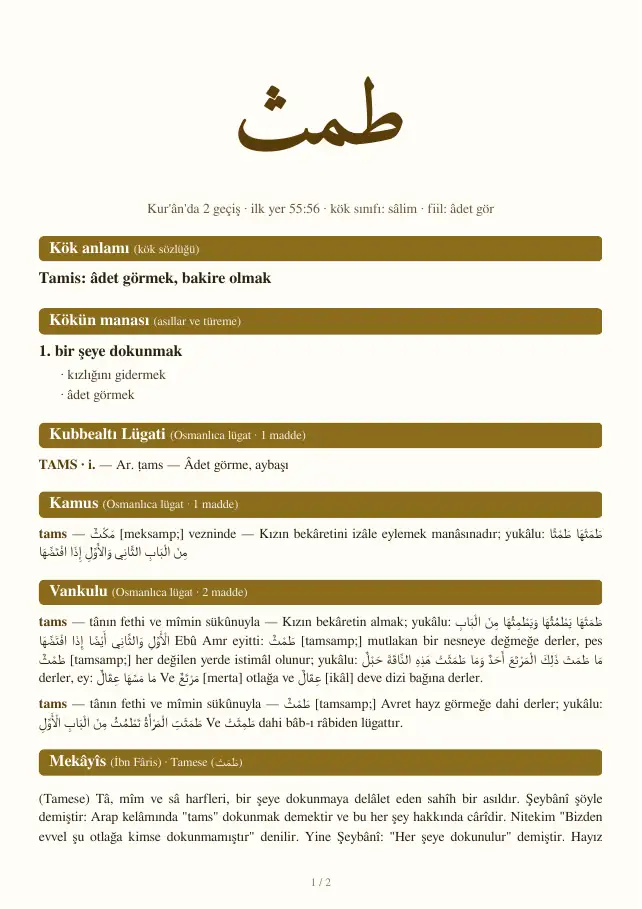 طمث
Kur'ân'da 2 geçiş · ilk yer 55:56 · kök sınıfı: sâlim · fiil: âdet gör
Kök anlamı (kök sözlüğü)
Tamis: âdet görmek, bakire olmak
Kökün manası (asıllar ve türeme)
1. bir şeye dokunmak
· kızlığını gidermek
· âdet görmek
Kubbealtı Lügati (Osmanlıca lügat · 1 madde)
TAMS · i. — Ar. ṭams̱ — Âdet görme, aybaşı
Kamus (Osmanlıca lügat · 1 madde)
tams — مَكْثٌ [meksamp;] vezninde — Kızın bekâretini izâle eylemek manâsınadır; yukâlu: طَمَثَهَا طَمْثًا
مِنَ الْبَابِ الثَّانِي وَالْأَوَّلِ إِذَا افْتَضَّهَا
Vankulu (Osmanlıca lügat · 2 madde)
tams — tânın fethi ve mîmin sükûnuyla — Kızın bekâretin almak; yukâlu: طَمَثَهَا يَطْمُثُهَا وَيَطْمِثُهَا مِنَ الْبَابِ
الْأَوَّلِ وَالثَّانِي أَيْضًا إِذَا افْتَضَّهَا Ebû Amr eyitti: طَمْثٌ [tamsamp;] mutlakan bir nesneye değmeğe derler, pes
طَمْثٌ [tamsamp;] her değilen yerde istimâl olunur; yukâlu: مَا طَمَثَ ذَلِكَ الْمَرْتَعَ أَحَدٌ وَمَا طَمَثَتْ هَذِهِ النَّاقَةَ حَبْلٌ
derler, ey: مَا مَسَّهَا عِقَالٌ Ve مَرْتَعٌ [merta] otlağa ve عِقَالٌ [ikâl] deve dizi bağına derler.
tams — tânın fethi ve mîmin sükûnuyla — طَمْثٌ [tamsamp;] Avret hayz görmeğe dahi derler; yukâlu:
طَمَثَتِ الْمَرْأَةُ تَطْمُثُ مِنَ الْبَابِ الْأَوَّلِ Ve طَمِثَتْ dahi bâb-ı râbiden lügattır.
Mekâyîs (İbn Fâris) · Tamese (طَمَثَ)
(Tamese) Tâ, mîm ve sâ harfleri, bir şeye dokunmaya delâlet eden sahîh bir asıldır. Şeybânî şöyle
demiştir: Arap kelâmında "tams" dokunmak demektir ve bu her şey hakkında cârîdir. Nitekim "Bizden
evvel şu otlağa kimse dokunmamıştır" denilir. Yine Şeybânî: "Her şeye dokunulur" demiştir. Hayız
1 / 2